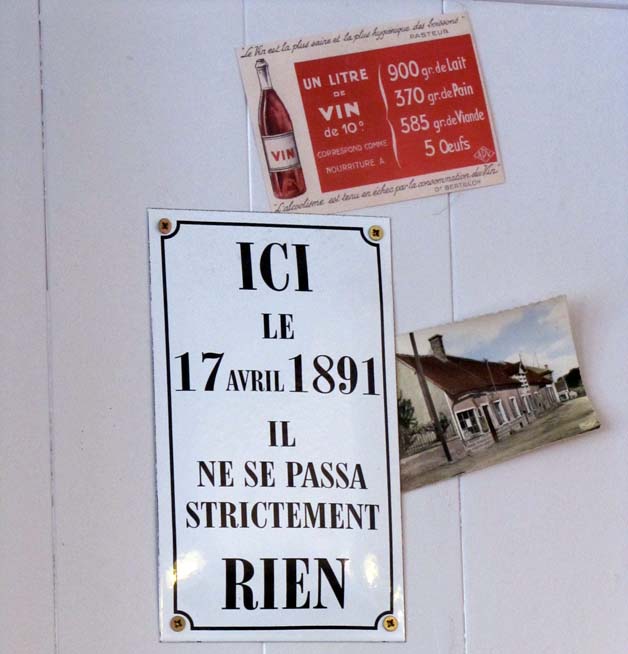 Le Vin est la plus saine et la plus hygiénique des boissons
PASTEUR
UN LITRE
DE
VIN
de 10°
CORRESPOND COMME
NOURRITURE A
900 gr. de Lait
370 gr. de Pain
585 gr. de Viande
5 Oeufs
VIN
"L'alcoolisme est tenu en échec par la consommation du Vin"
Dr BERTILLON
ICI
LE
17 AVRIL 1891
IL
NE SE PASSA
STRICTEMENT
RIEN